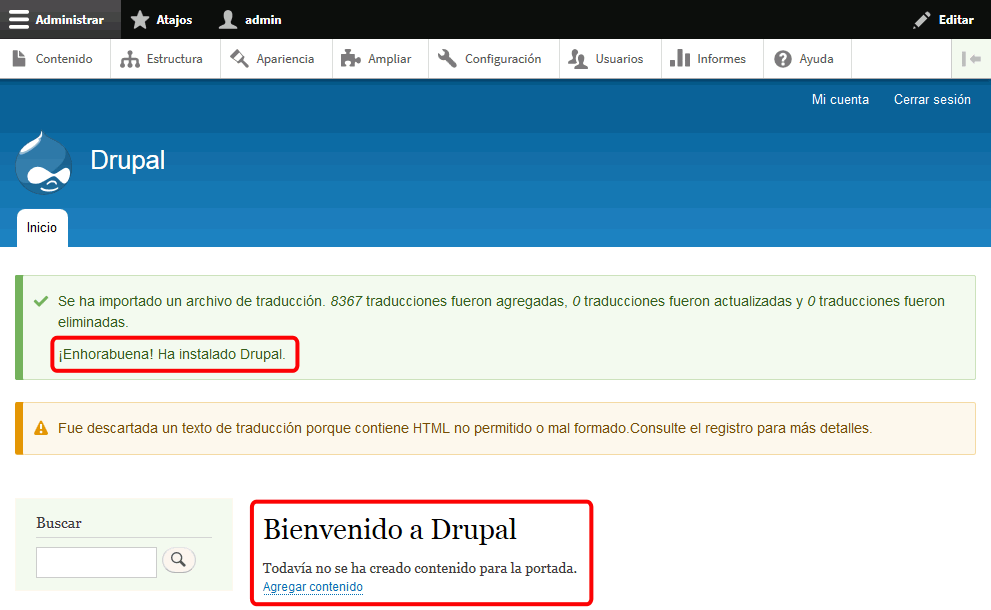 Administrar Atajos admin Editar
Contenido Estructura Apariencia Ampliar Configuración Usuarios Informes Ayuda
Mi cuenta Cerrar sesión
Drupal
Inicio
Se ha importado un archivo de traducción. 8367 traducciones fueron agregadas, 0 traducciones fueron actualizadas y 0 traducciones fueron
eliminadas.
¡Enhorabuena! Ha instalado Drupal.
Fue descartada un texto de traducción porque contiene HTML no permitido o mal formado.Consulte el registro para más detalles.
Buscar
Bienvenido a Drupal
Todavía no se ha creado contenido para la portada.
Agregar contenido